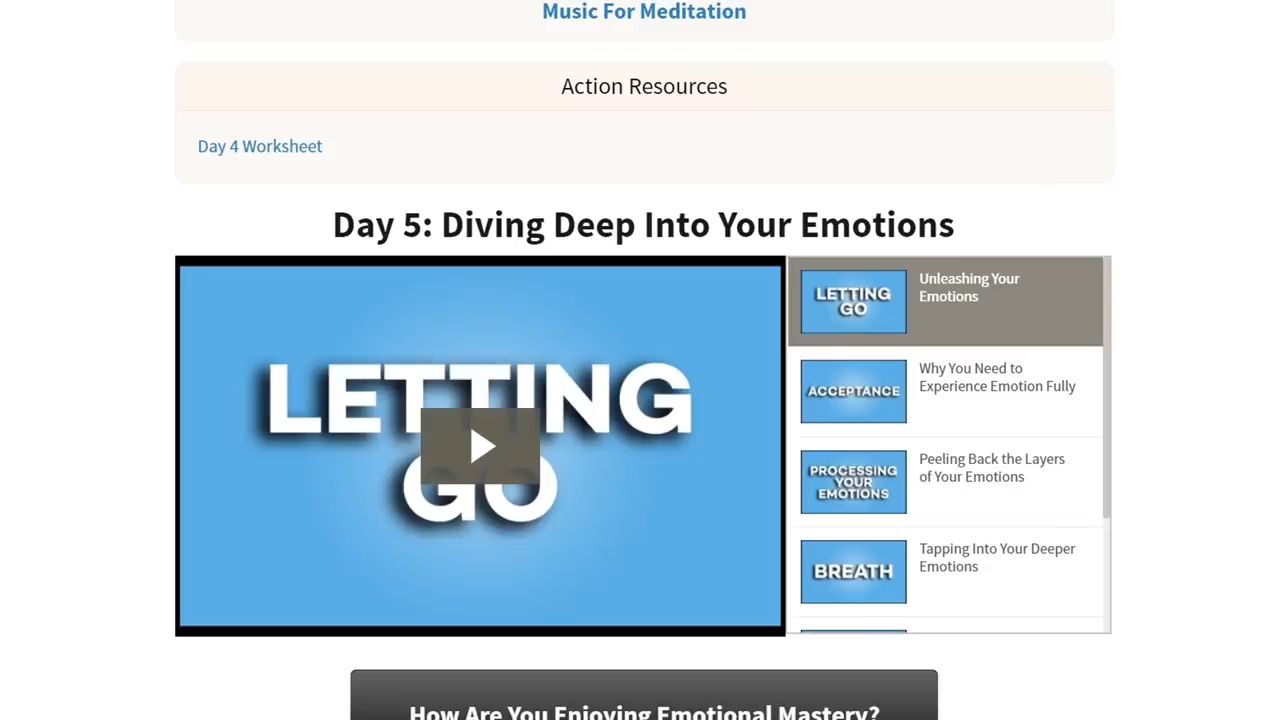 Music For Meditation
Action Resources
Day 4 Worksheet
Day 5: Diving Deep Into Your Emotions
LETTING
GO
LETTING
GO
Unleashing Your
Emotions
ACCEPTANCE
Why You Need to
Experience Emotion Fully
PROCESSING
YOUR
EMOTIONS
Peeling Back the Layers
of Your Emotions
BREATH
Tapping Into Your Deeper
Emotions
How Are You Enjoying Emotional Mastery?